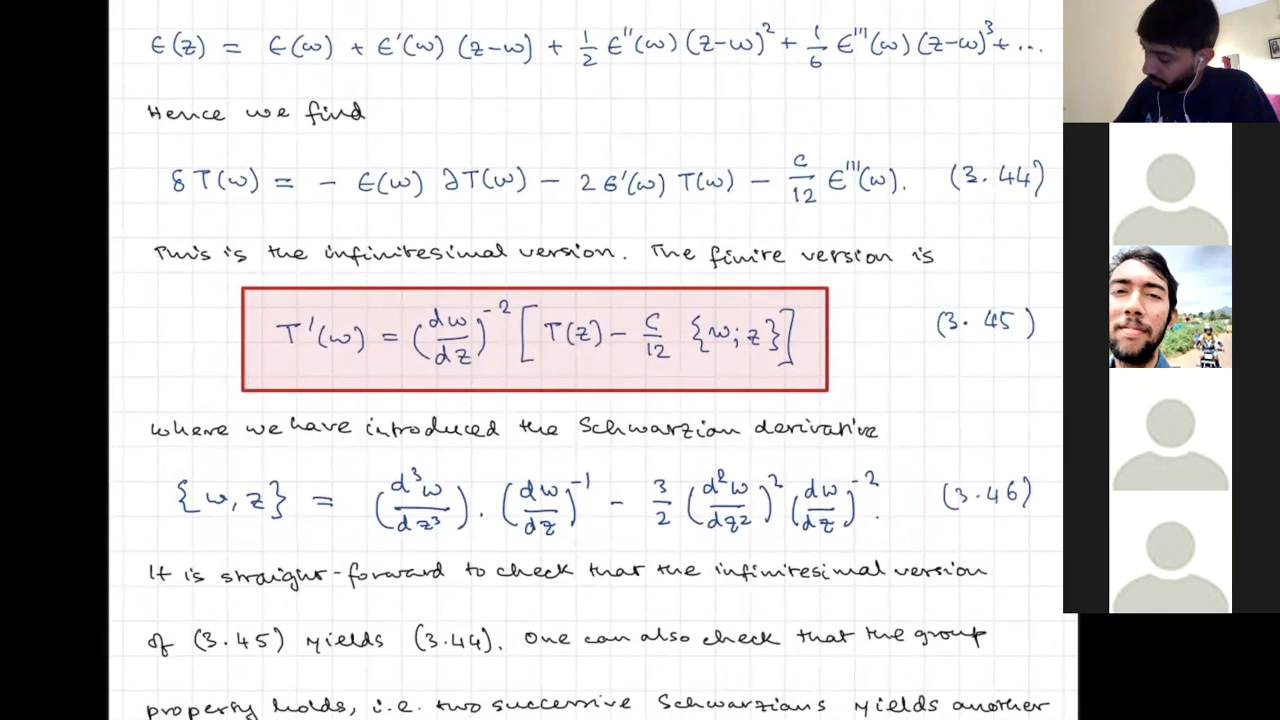 ϵ(z) = ϵ(ω) + ϵ'(ω) (z-ω) + 1/2 ϵ''(ω) (z-ω)² + 1/6 ϵ'''(ω) (z-ω)³ + ...
Hence we find
δT(ω) = - ϵ(ω) ∂T(ω) - 2ϵ'(ω) T(ω) - c/12 ϵ'''(ω). (3.44)
This is the infinitesimal version. The finite version is
T'(ω) = (dω/dz)⁻² [T(z) - c/12 {ω; z}] (3.45)
where we have introduced the Schwarzian derivative
{ω, z} = (d³ω/dz³) · (dω/dz)⁻¹ - 3/2 (d²ω/dz²)² (dω/dz)⁻². (3.46)
It is straight-forward to check that the infinitesimal version
of (3.45) yields (3.44). One can also check that the group
property holds, i.e. two successive Schwarzians yields another